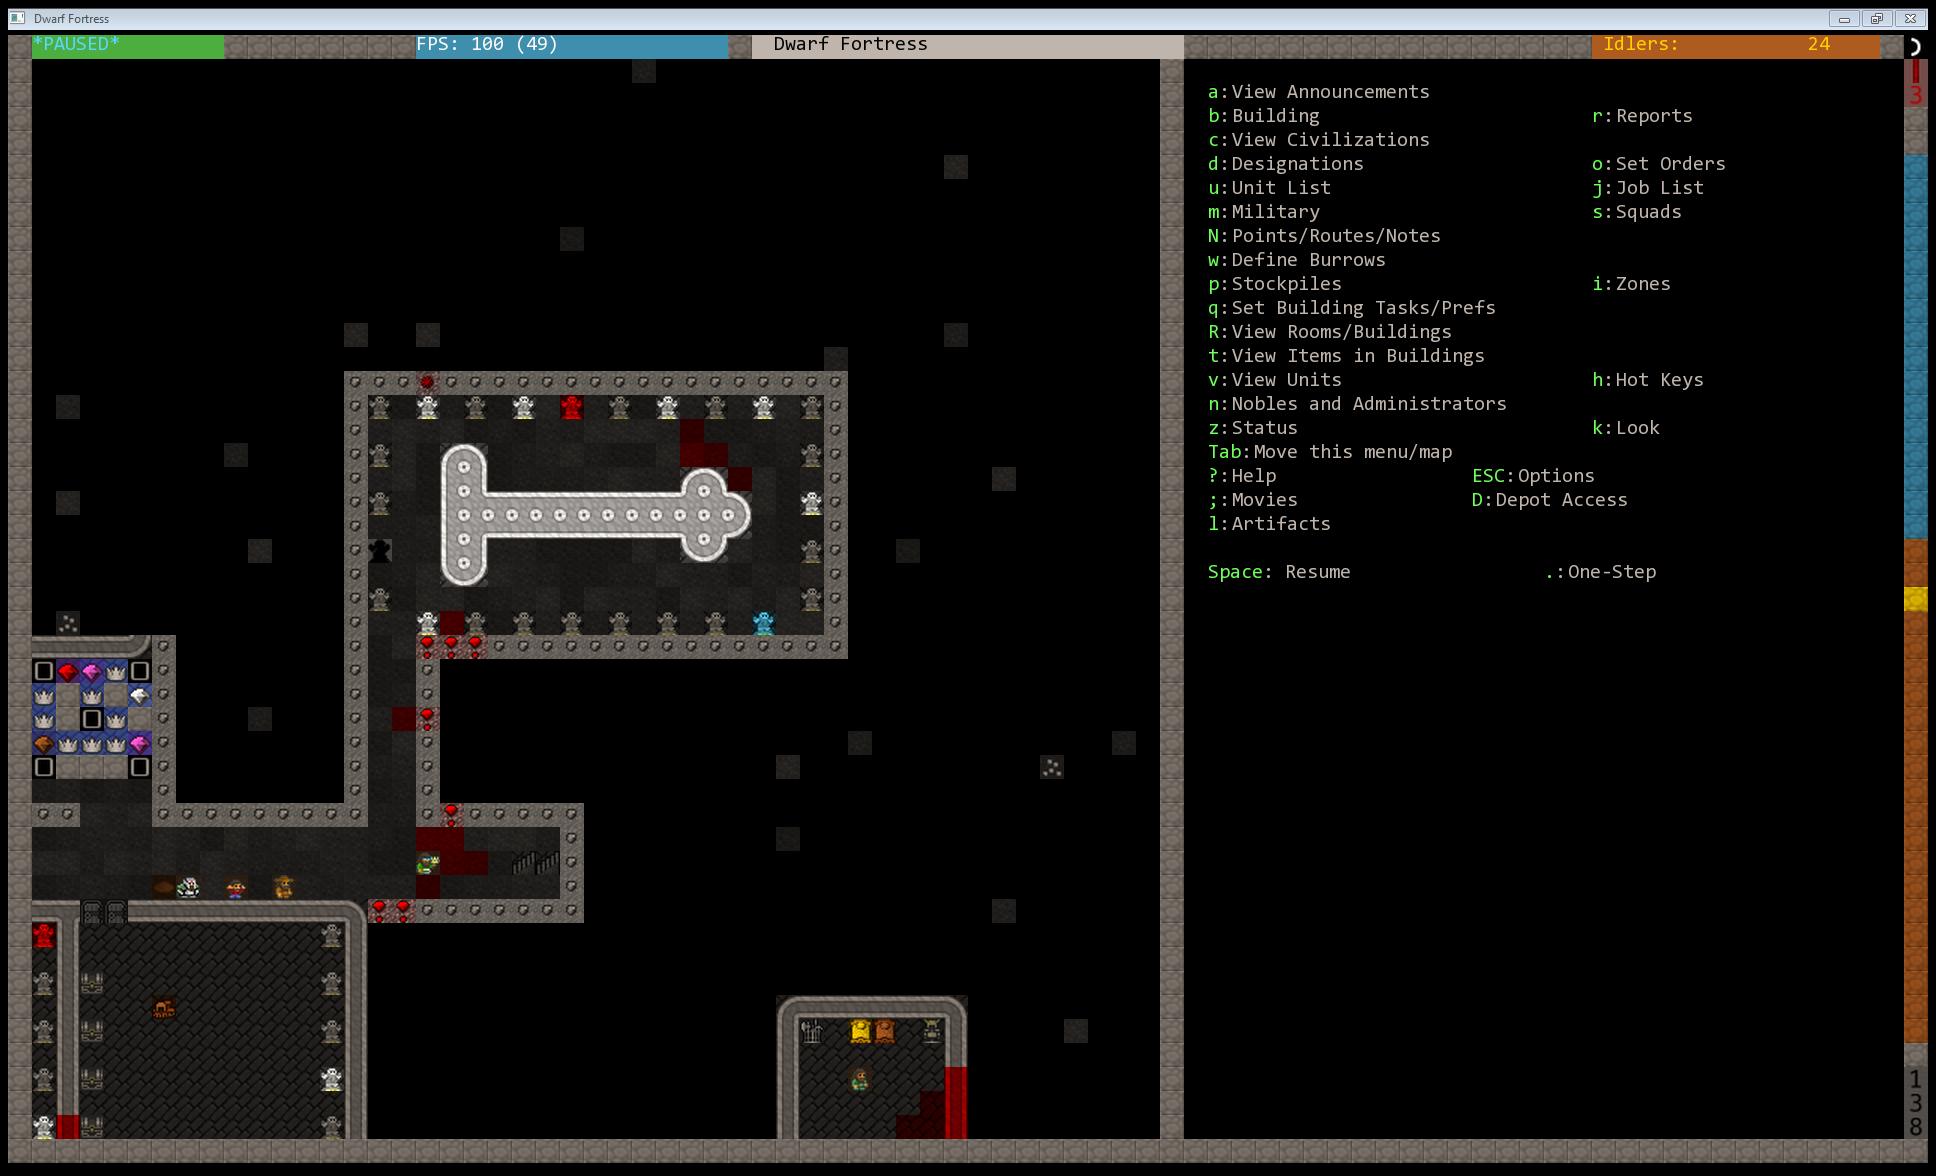 Dwarf Fortress
*PAUSED* FPS: 100 (49) Dwarf Fortress Idlers: 24
3
a:View Announcements
b:Building r:Reports
c:View Civilizations
d:Designations o:Set Orders
u:Unit List j:Job List
m:Military s:Squads
N:Points/Routes/Notes
w:Define Burrows
p:Stockpiles i:Zones
q:Set Building Tasks/Prefs
R:View Rooms/Buildings
t:View Items in Buildings
v:View Units h:Hot Keys
n:Nobles and Administrators
z:Status k:Look
Tab:Move this menu/map
?:Help ESC:Options
;:Movies D:Depot Access
l:Artifacts
Space: Resume .:One-Step
1
3
8